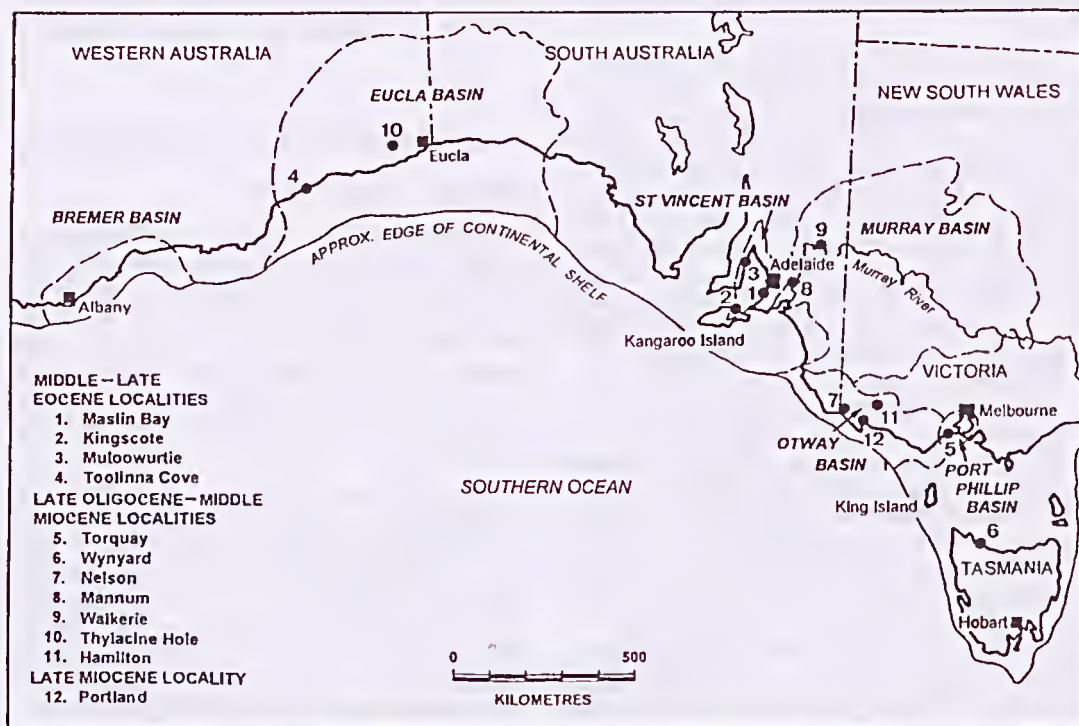 WESTERN AUSTRALIA
SOUTH AUSTRALIA
NEW SOUTH WALES
EUCLA BASIN
10
Eucla
4
BREMER BASIN
ST VINCENT BASIN
MURRAY BASIN
9
APPROX. EDGE OF CONTINENTAL SHELF
Adelaide
3
Murray River
8
2
1
Albany
Kangaroo Island
VICTORIA
MIDDLE–LATE
EOCENE LOCALITIES
1. Maslin Bay
2. Kingscote
3. Muloowurtie
4. Toolinna Cove
LATE OLIGOCENE–MIDDLE
MIOCENE LOCALITIES
5. Torquay
6. Wynyard
7. Nelson
8. Mannum
9. Waikerie
10. Thylacine Hole
11. Hamilton
LATE MIOCENE LOCALITY
12. Portland
7
11
Melbourne
12
OTWAY
BASIN
5
PORT
PHILLIP
BASIN
SOUTHERN OCEAN
King Island
6
TASMANIA
Hobart
0 500
KILOMETRES